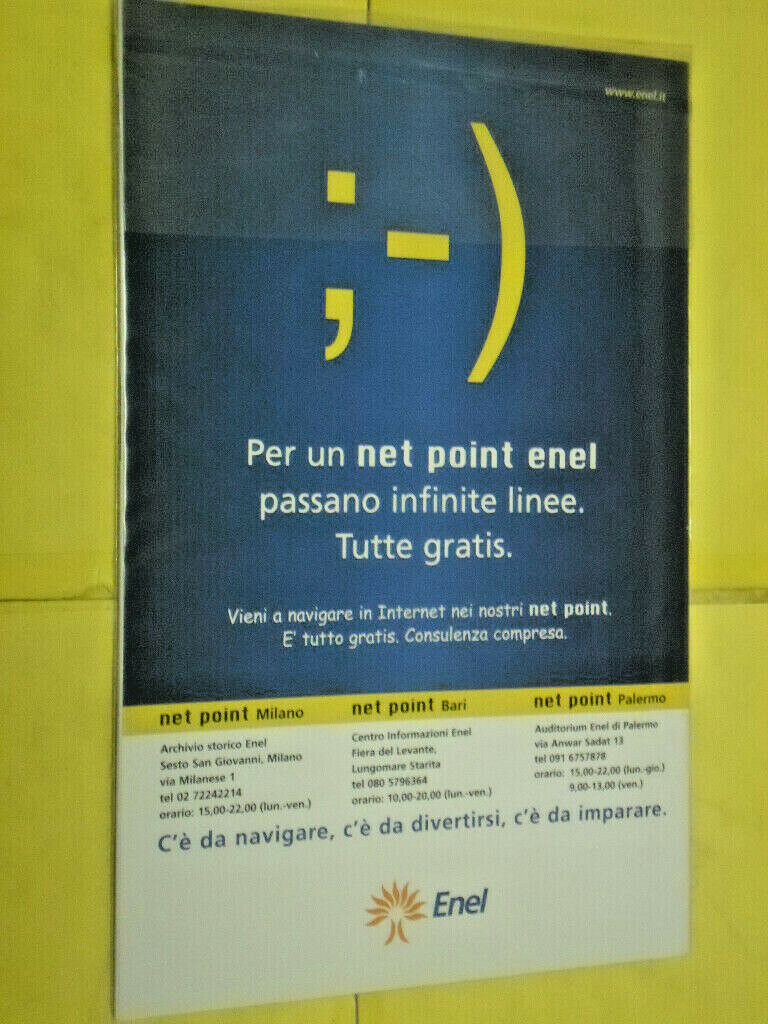 www.enel.it
;-)
Per un net point enel
passano infinite linee.
Tutte gratis.
Vieni a navigare in Internet nei nostri net point.
E' tutto gratis. Consulenza compresa.
net point Milano
Archivio storico Enel
Sesto San Giovanni, Milano
via Milanese 1
tel 02 72242214
orario: 15,00-22,00 (lun.-ven.)
net point Bari
Centro Informazioni Enel
Fiera del Levante,
Lungomare Starita
tel 080 5796364
orario: 10,00-20,00 (lun.-ven.)
net point Palermo
Auditorium Enel di Palermo
via Anwar Sadat 13
tel 091 6757878
orario: 15,00-22,00 (lun.-gio.)
9,00-13,00 (ven.)
C'è da navigare, c'è da divertirsi, c'è da imparare.
Enel